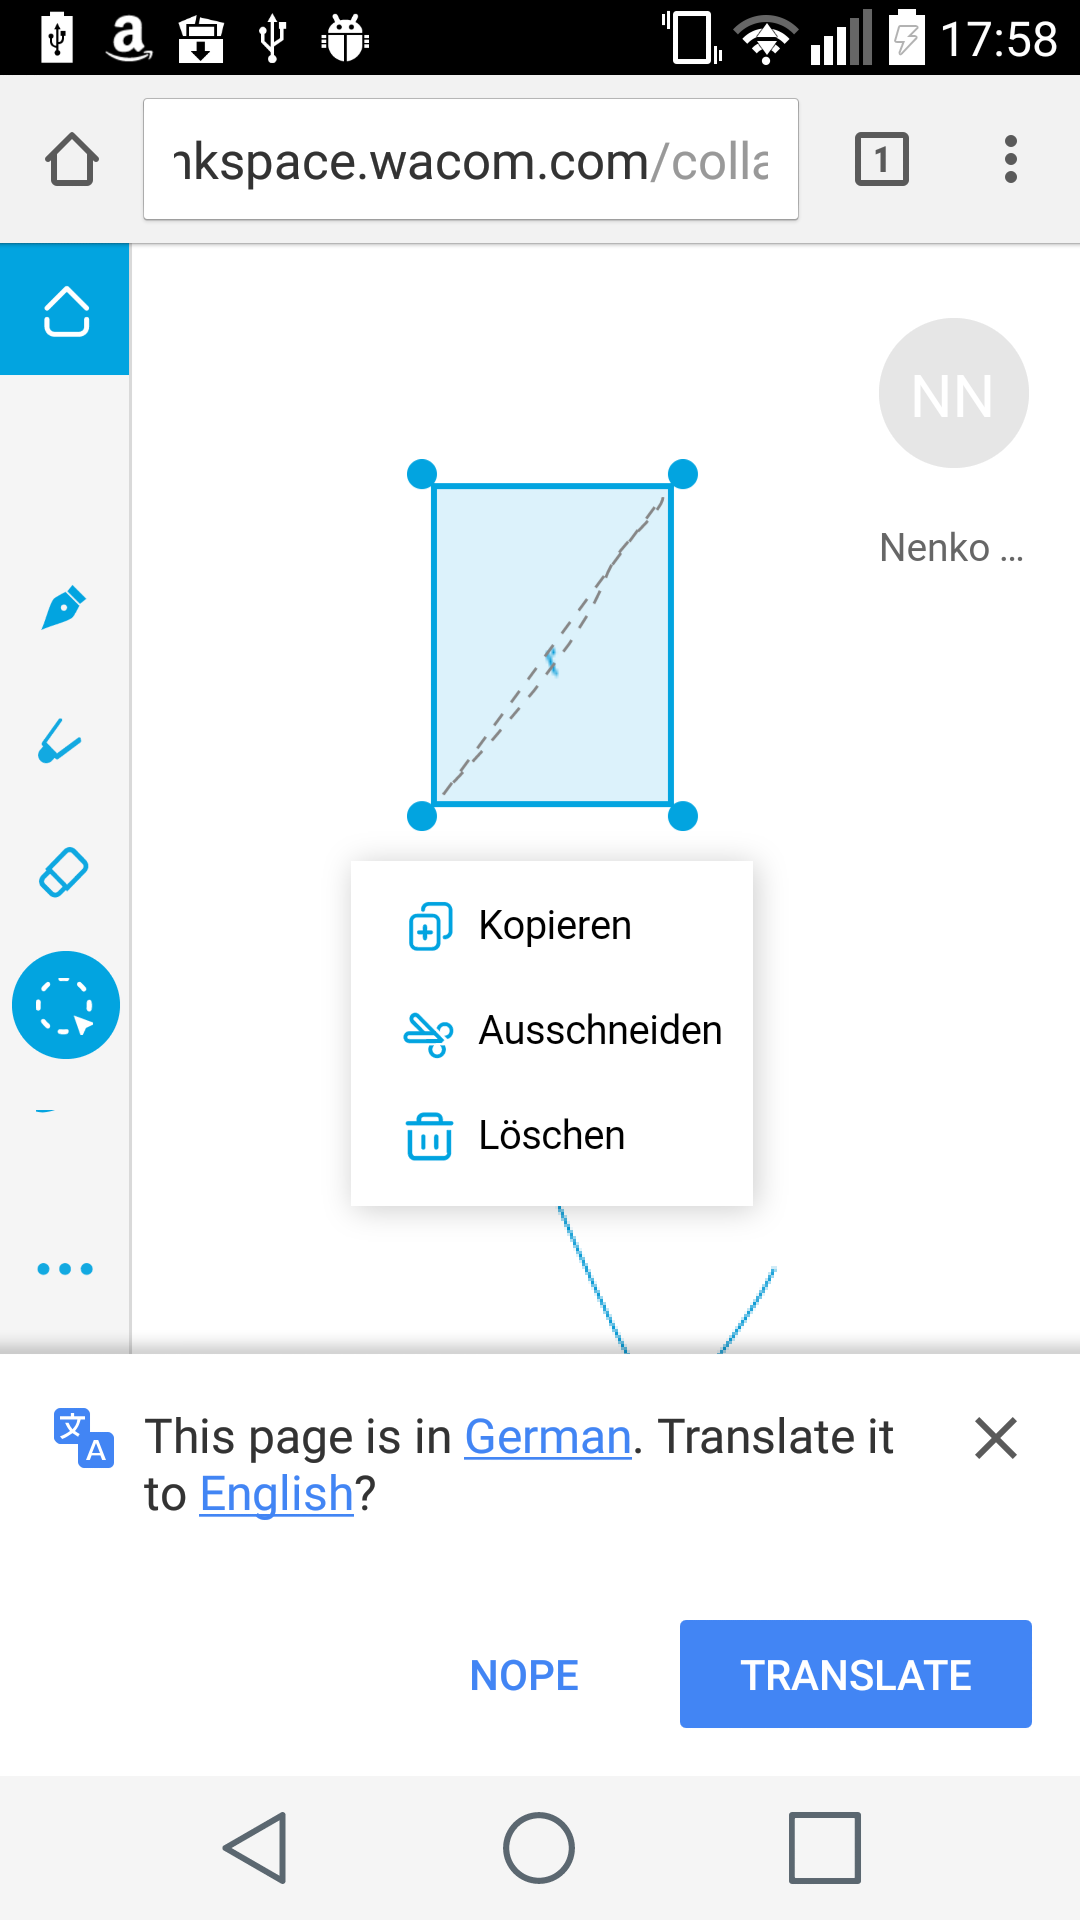 17:58
nkspace.wacom.com/colla
1
NN
Nenko ...
Kopieren
Ausschneiden
Löschen
This page is in German. Translate it
to English?
NOPE
TRANSLATE